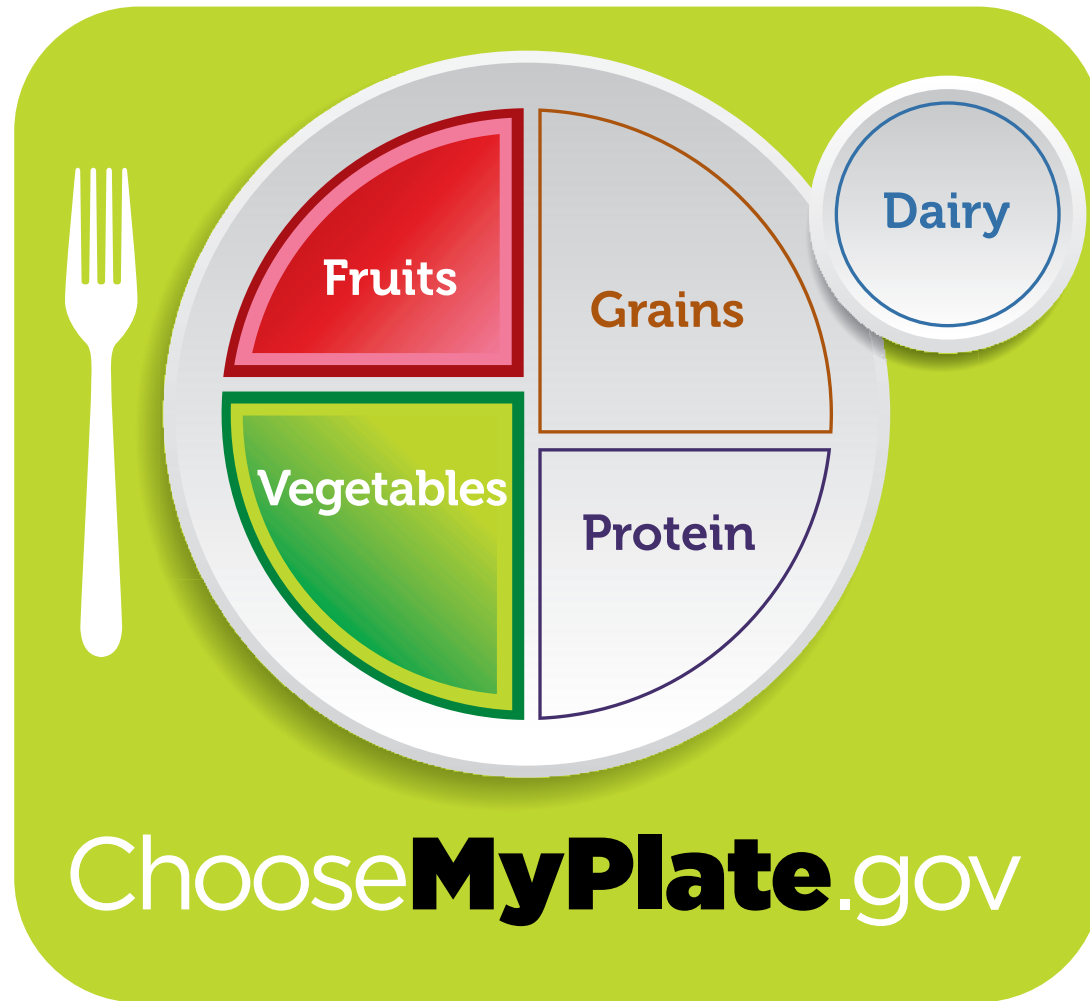 Fruits
Grains
Dairy
Vegetables
Protein
ChooseMyPlate.gov